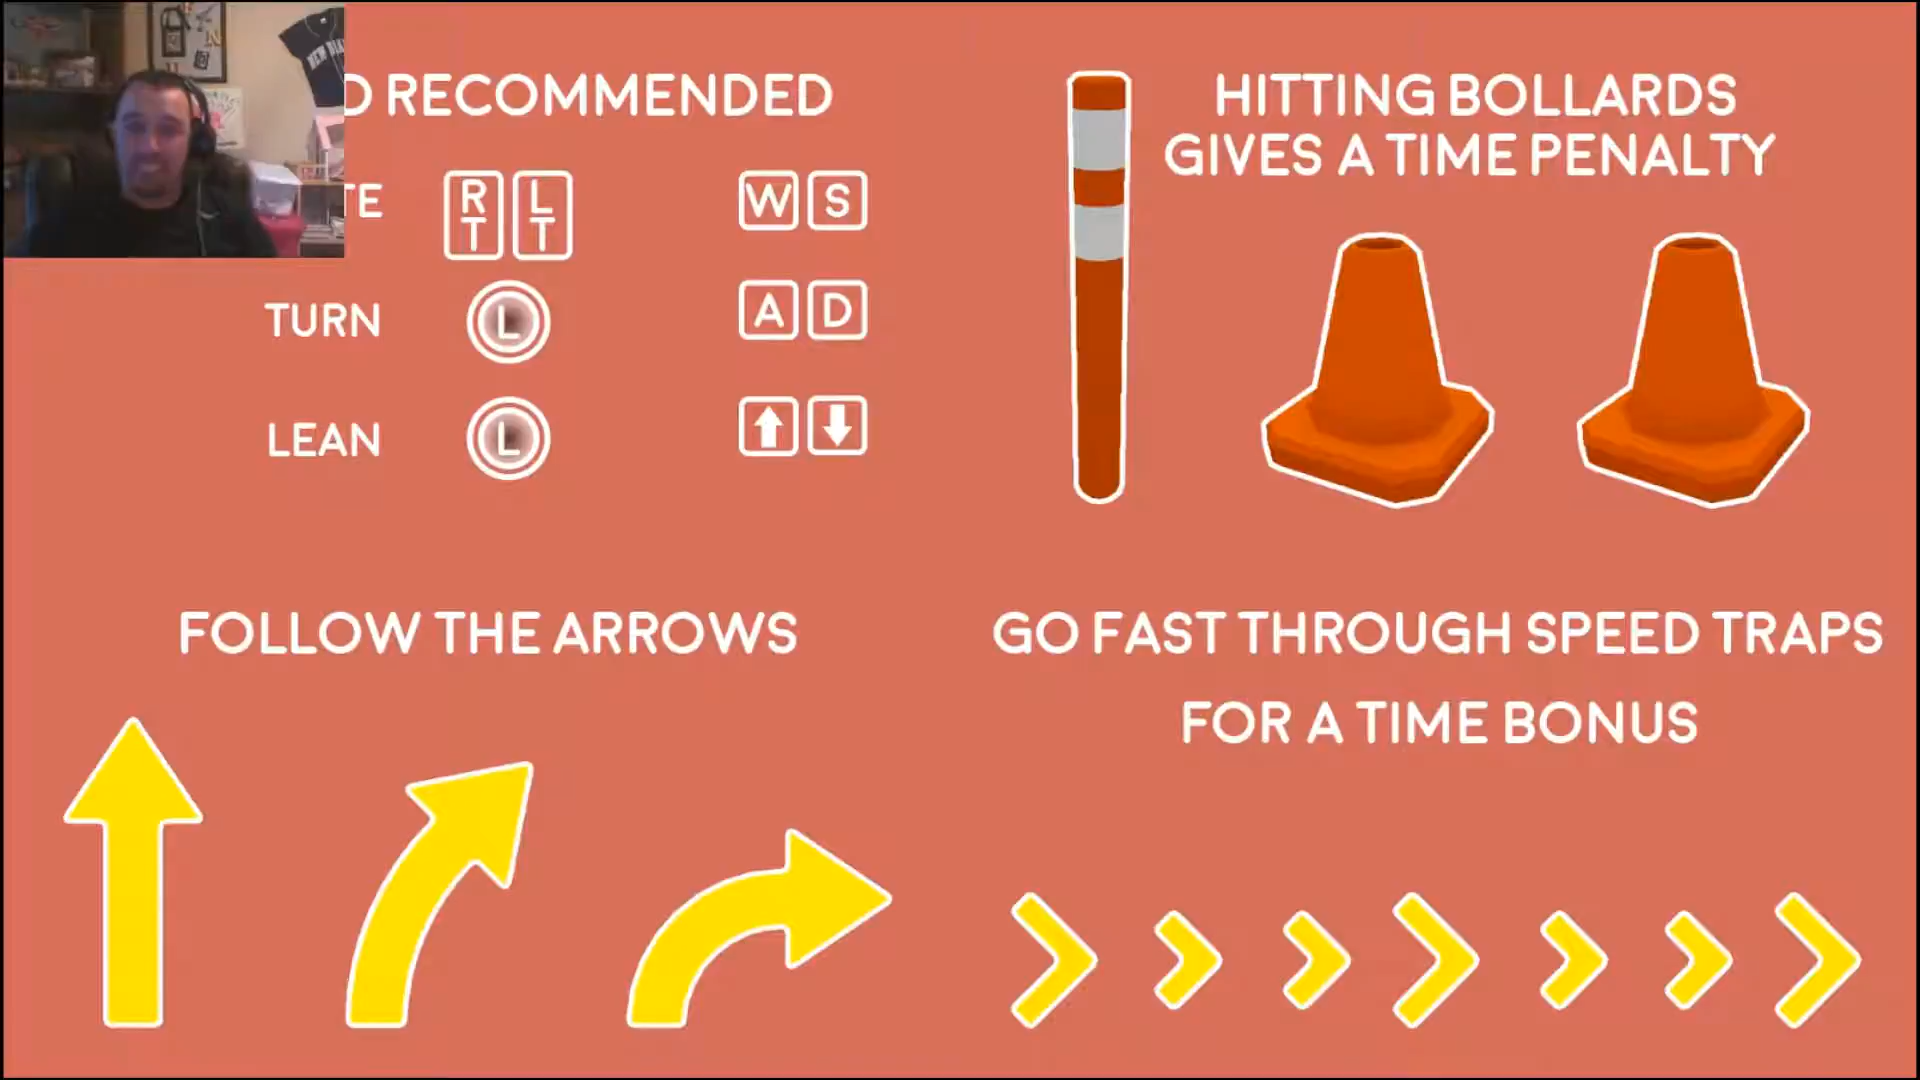 D RECOMMENDED
TE
R T
L T
W S
TURN
L
A D
LEAN
L
HITTING BOLLARDS
GIVES A TIME PENALTY
FOLLOW THE ARROWS
GO FAST THROUGH SPEED TRAPS
FOR A TIME BONUS